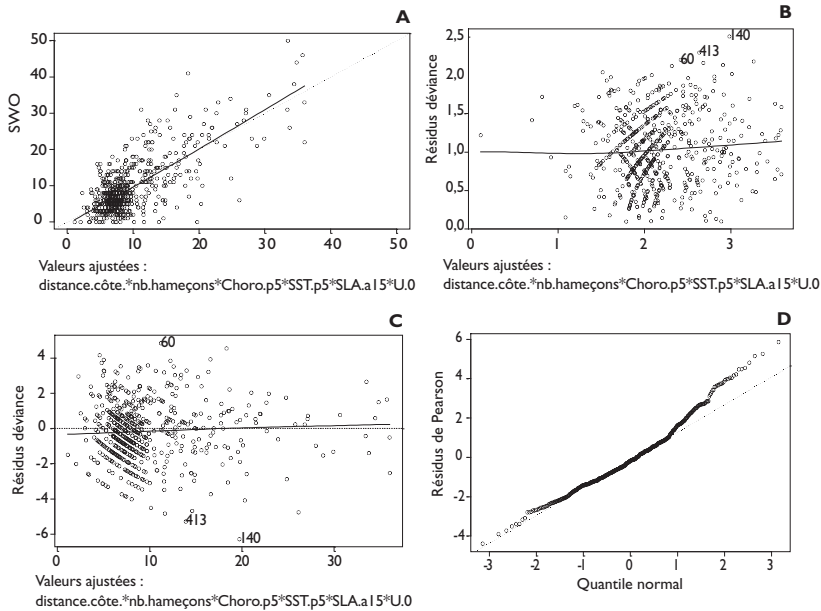 A
SWO
50
40
30
20
10
0
0 10 20 30 40 50
Valeurs ajustées :
distance.côte.*nb.hameçons*Choro.p5*SST.p5*SLA.a15*U.0
B
Résidus déviance
2,5
2,0
1,5
1,0
0,5
0,0
140
413
60
0 1 2 3
Valeurs ajustées :
distance.côte.*nb.hameçons*Choro.p5*SST.p5*SLA.a15*U.0
C
Résidus déviance
4
2
0
-2
-4
-6
60
413
140
0 10 20 30
Valeurs ajustées :
distance.côte.*nb.hameçons*Choro.p5*SST.p5*SLA.a15*U.0
D
Résidus de Pearson
6
4
2
0
-2
-4
-3 -2 -1 0 1 2 3
Quantile normal